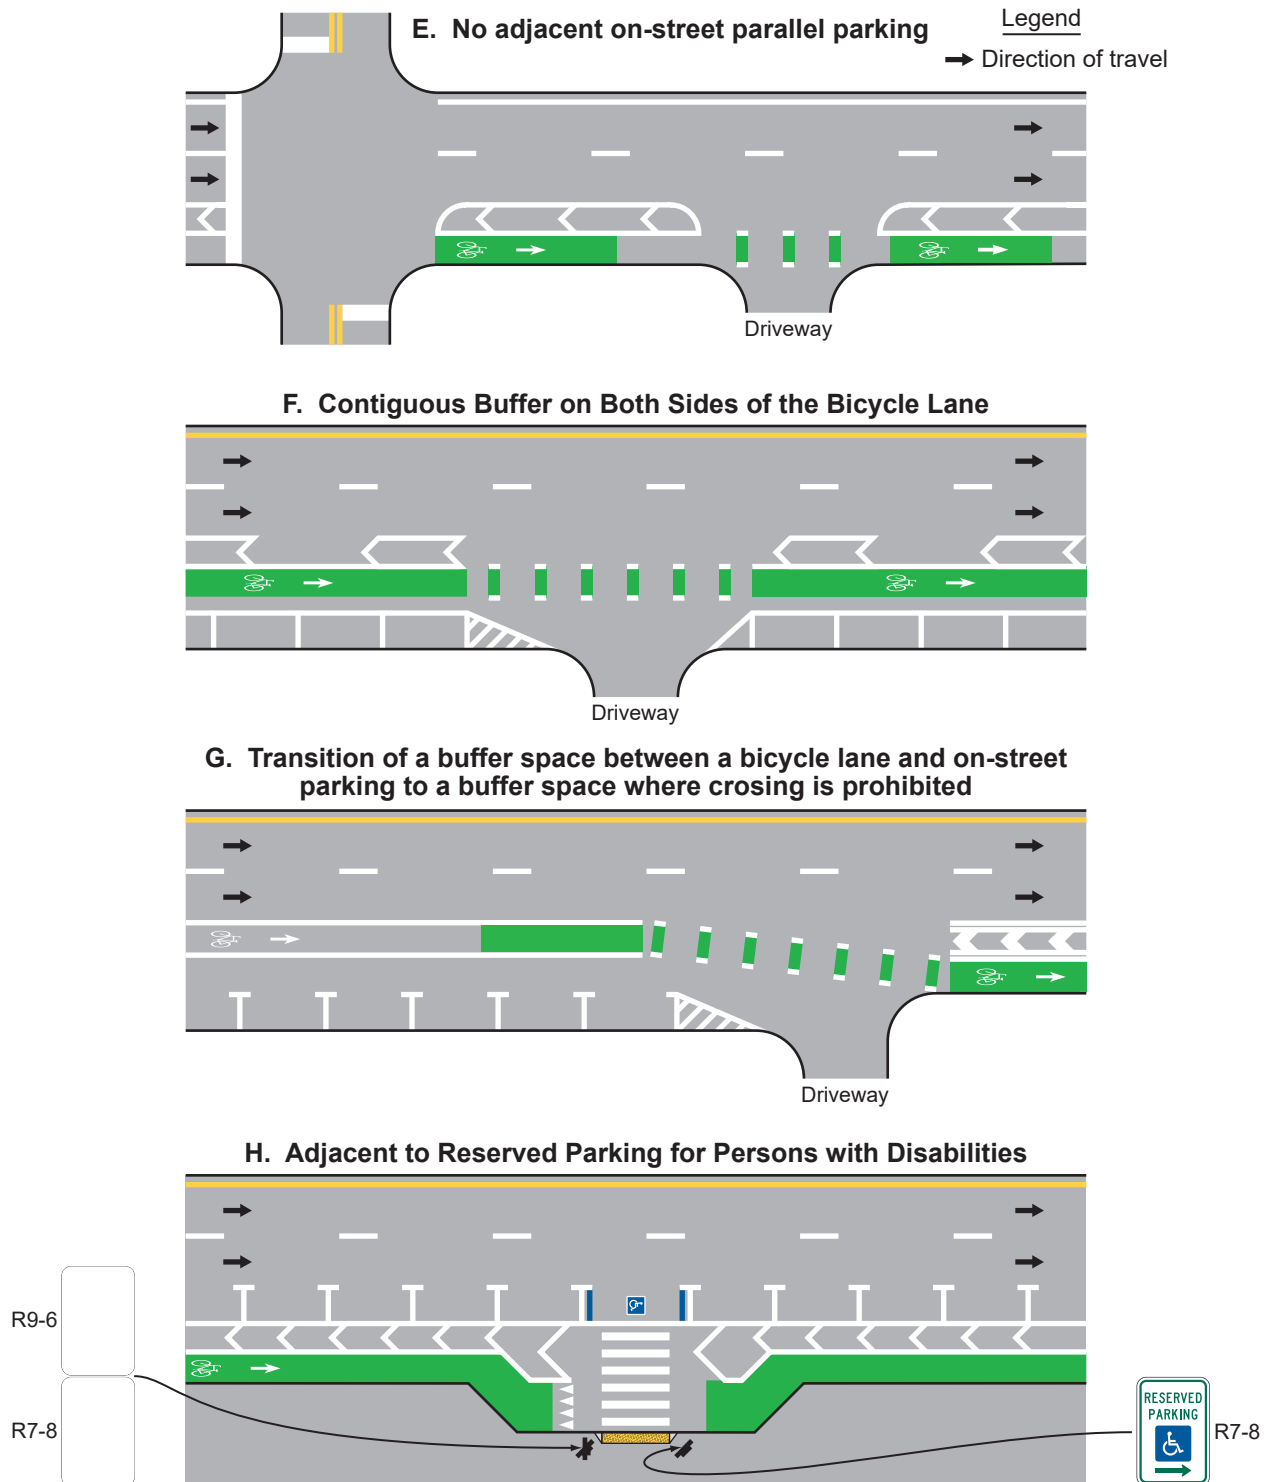 E. No adjacent on-street parallel parking
Legend
Direction of travel
Driveway
F. Contiguous Buffer on Both Sides of the Bicycle Lane
Driveway
G. Transition of a buffer space between a bicycle lane and on-street
parking to a buffer space where crossing is prohibited
Driveway
H. Adjacent to Reserved Parking for Persons with Disabilities
R9-6
R7-8
RESERVED
PARKING
R7-8